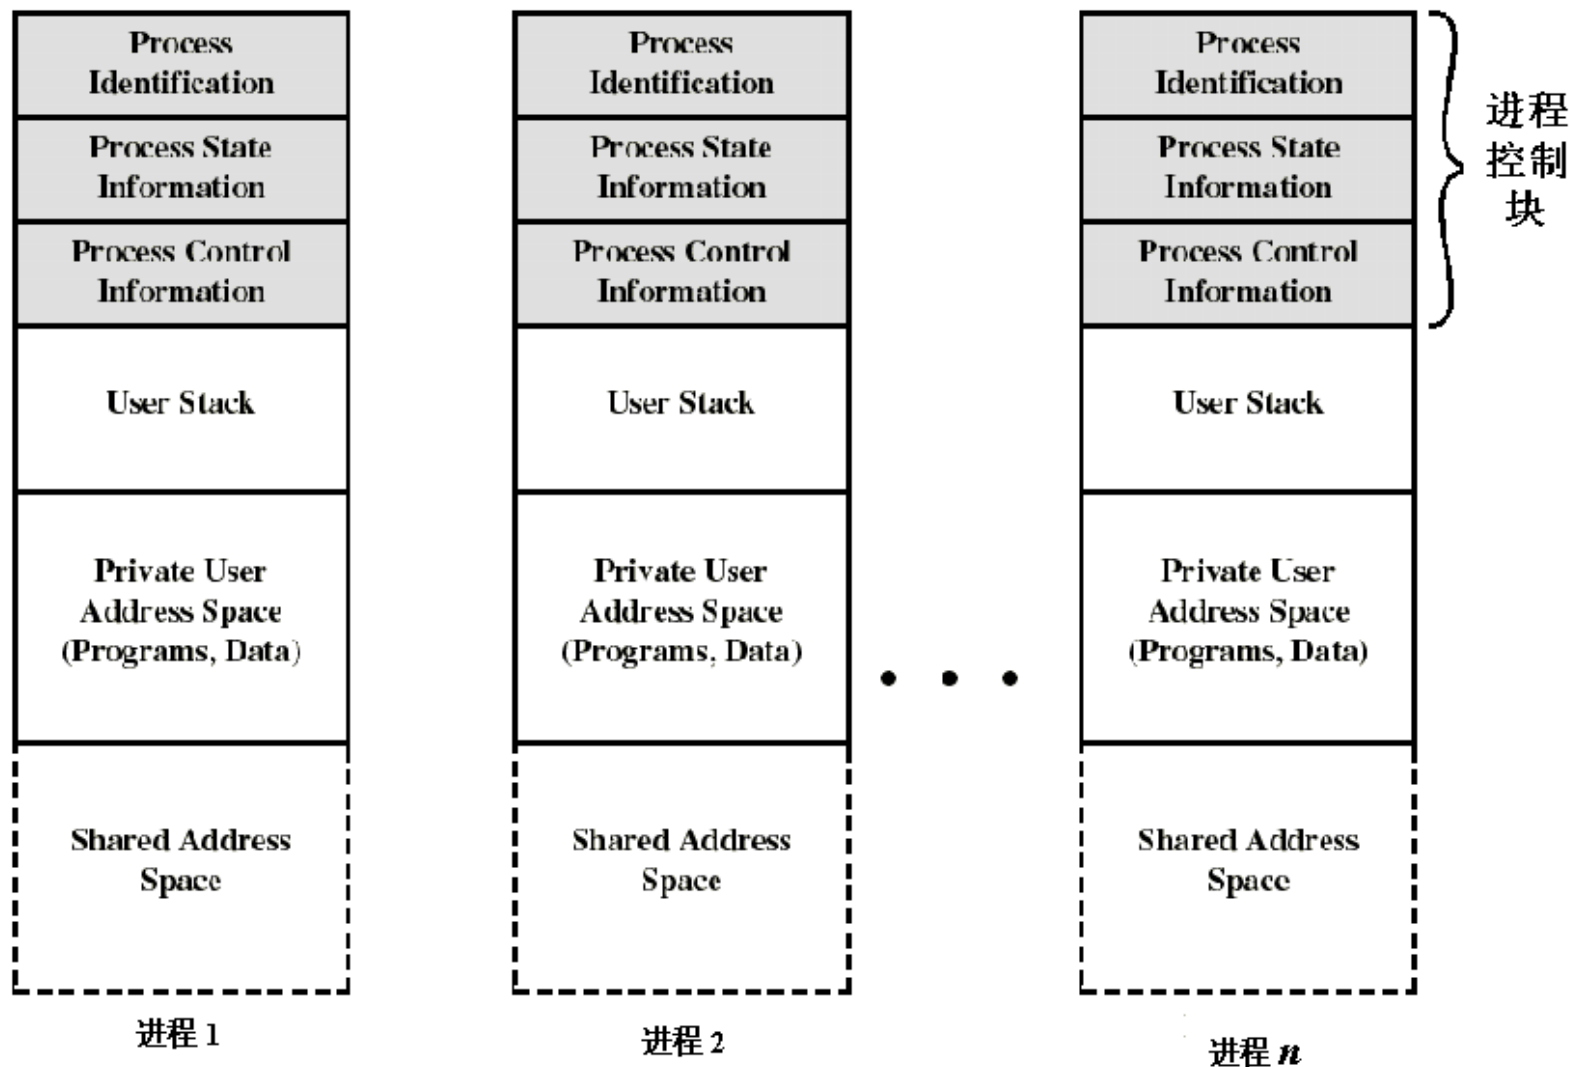 Process
Identification
Process State
Information
Process Control
Information
User Stack
Private User
Address Space
(Programs, Data)
Shared Address
Space
进程 1
Process
Identification
Process State
Information
Process Control
Information
User Stack
Private User
Address Space
(Programs, Data)
Shared Address
Space
进程 2
• • •
Process
Identification
Process State
Information
Process Control
Information
User Stack
Private User
Address Space
(Programs, Data)
Shared Address
Space
进程 n
进程
控制
块